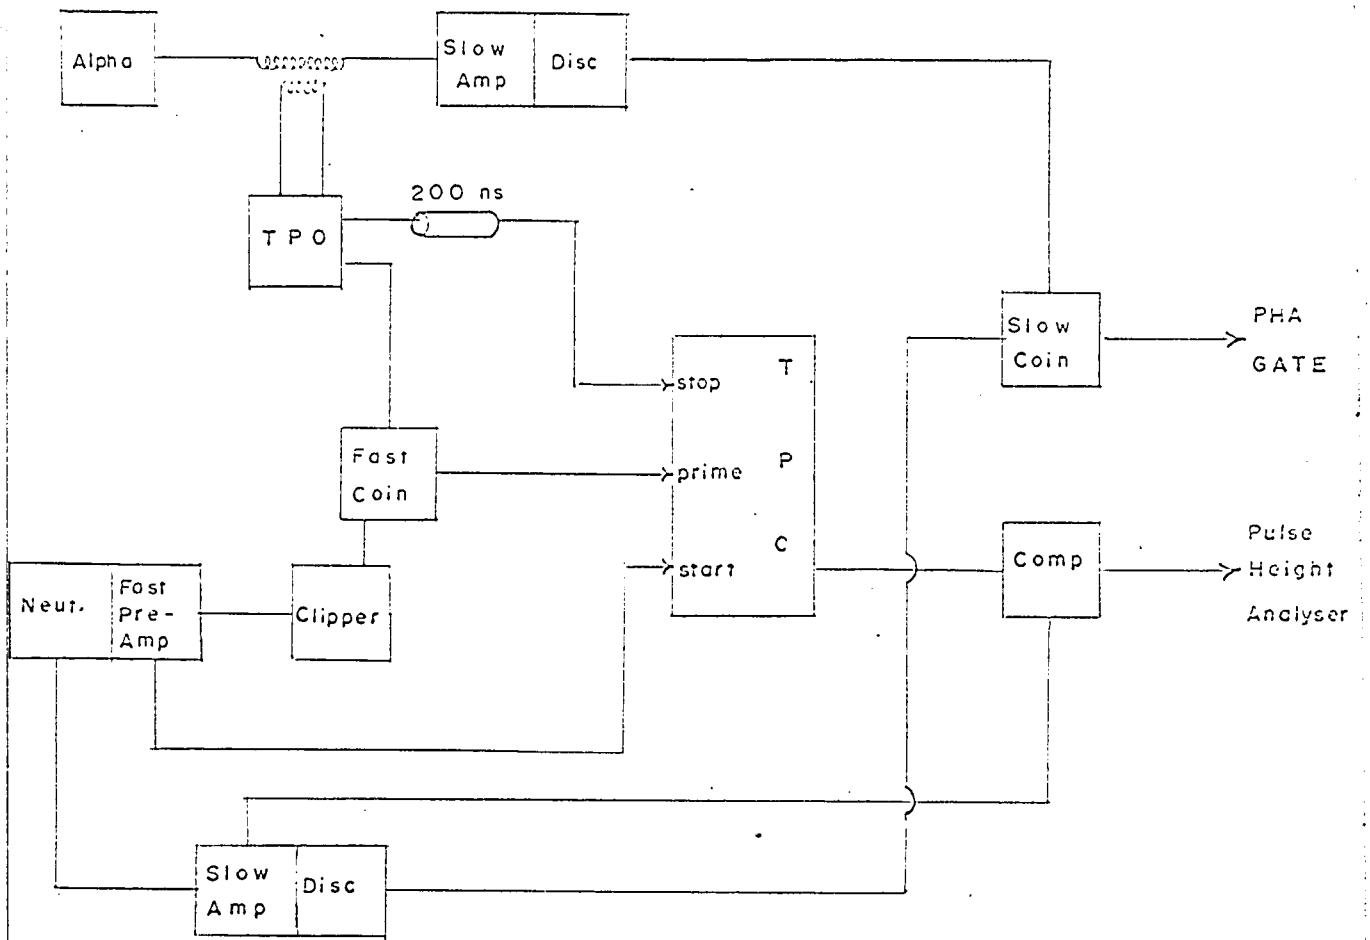 Alpha
Slow
Amp
Disc
200 ns
TPO
Slow
Coin
PHA
GATE
T
stop
P
prime
C
start
Fast
Coin
Comp
Pulse
Height
Analyser
Neut.
Fast
Pre-
Amp
Clipper
Slow
Amp
Disc